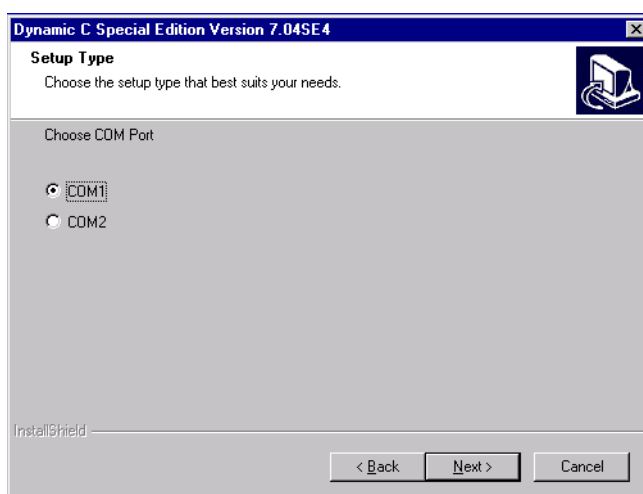 Dynamic C Special Edition Version 7.04SE4
Setup Type
Choose the setup type that best suits your needs.
Choose COM Port
COM1
COM2
InstallShield
< Back Next > Cancel